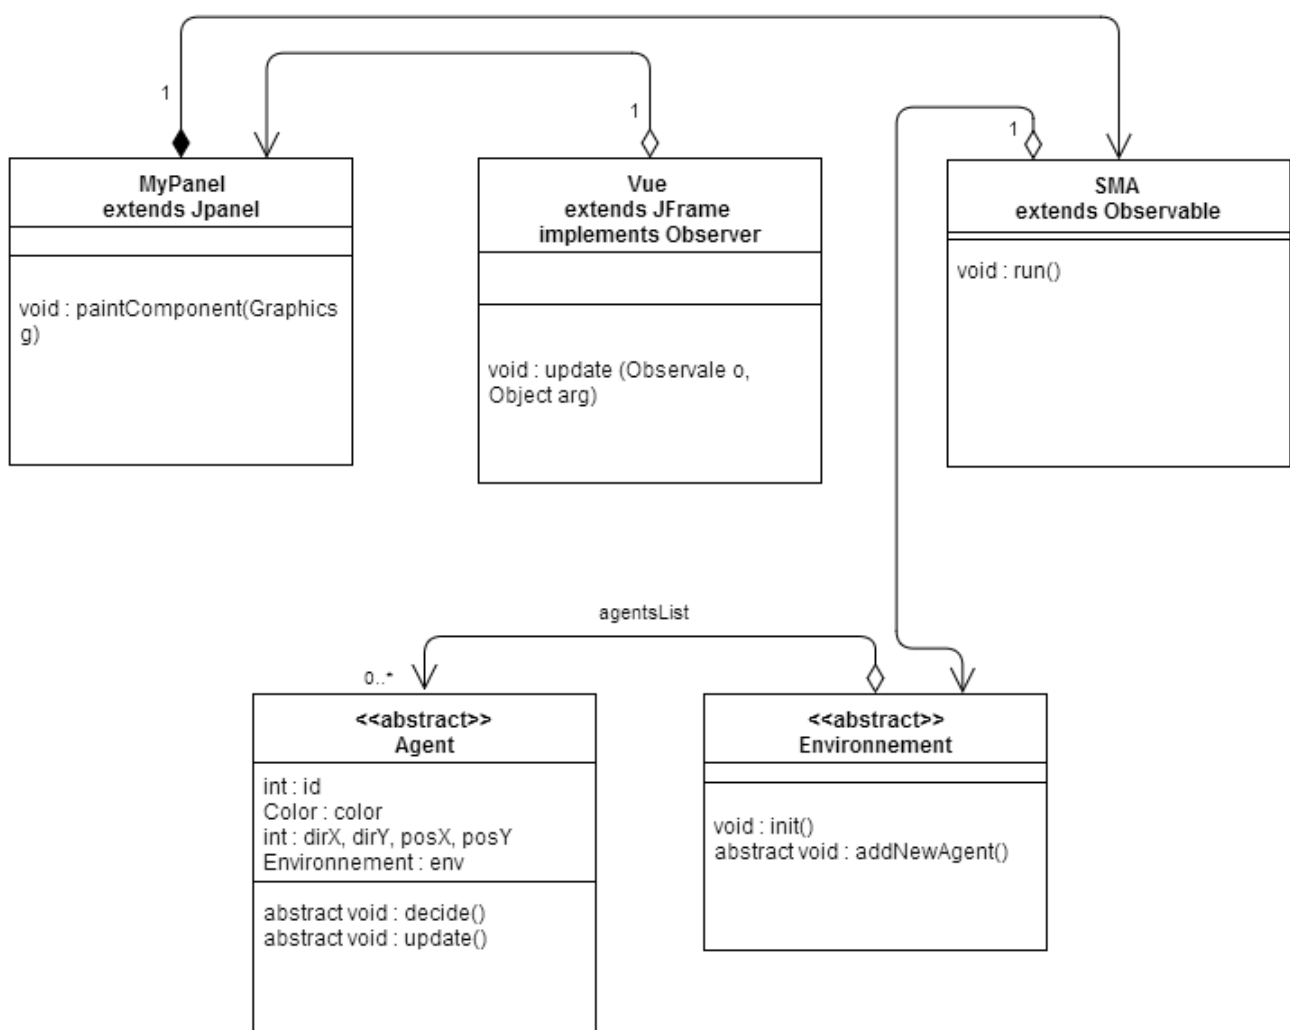 1
1
1
MyPanel
extends Jpanel
void : paintComponent(Graphics
g)
Vue
extends JFrame
implements Observer
void : update (Observale o,
Object arg)
SMA
extends Observable
void : run()
agentsList
0..*
<<abstract>>
Agent
int : id
Color : color
int : dirX, dirY, posX, posY
Environnement : env
abstract void : decide()
abstract void : update()
<<abstract>>
Environnement
void : init()
abstract void : addNewAgent()